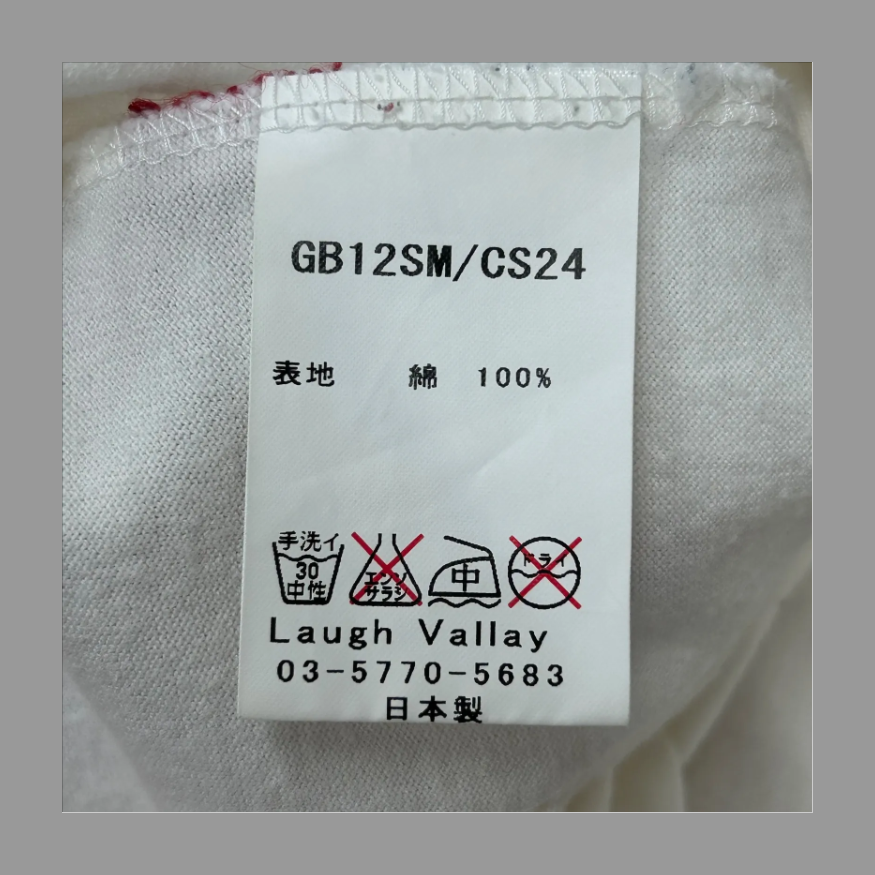 GB12SM/CS24
表地 綿 100%
手洗イ
30
中性
エンソ
サラシ
中
ドライ
Laugh Vallay
03-5770-5683
日本製